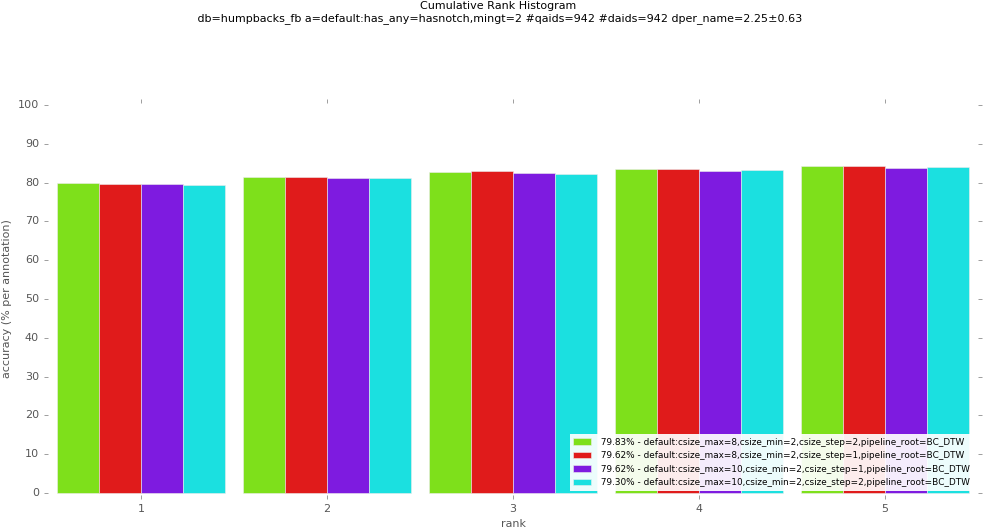 Cumulative Rank Histogram
db=humpbacks_fb a=default:has_any=hasnotch,mingt=2 #qaids=942 #daids=942 dper_name=2.25±0.63
100
90
80
70
60
50
40
30
20
10
0
accuracy (% per annotation)
79.83% - default:csize_max=8,csize_min=2,csize_step=2,pipeline_root=BC_DTW
79.62% - default:csize_max=8,csize_min=2,csize_step=1,pipeline_root=BC_DTW
79.62% - default:csize_max=10,csize_min=2,csize_step=1,pipeline_root=BC_DTW
79.30% - default:csize_max=10,csize_min=2,csize_step=2,pipeline_root=BC_DTW
1 2 3 4 5
rank